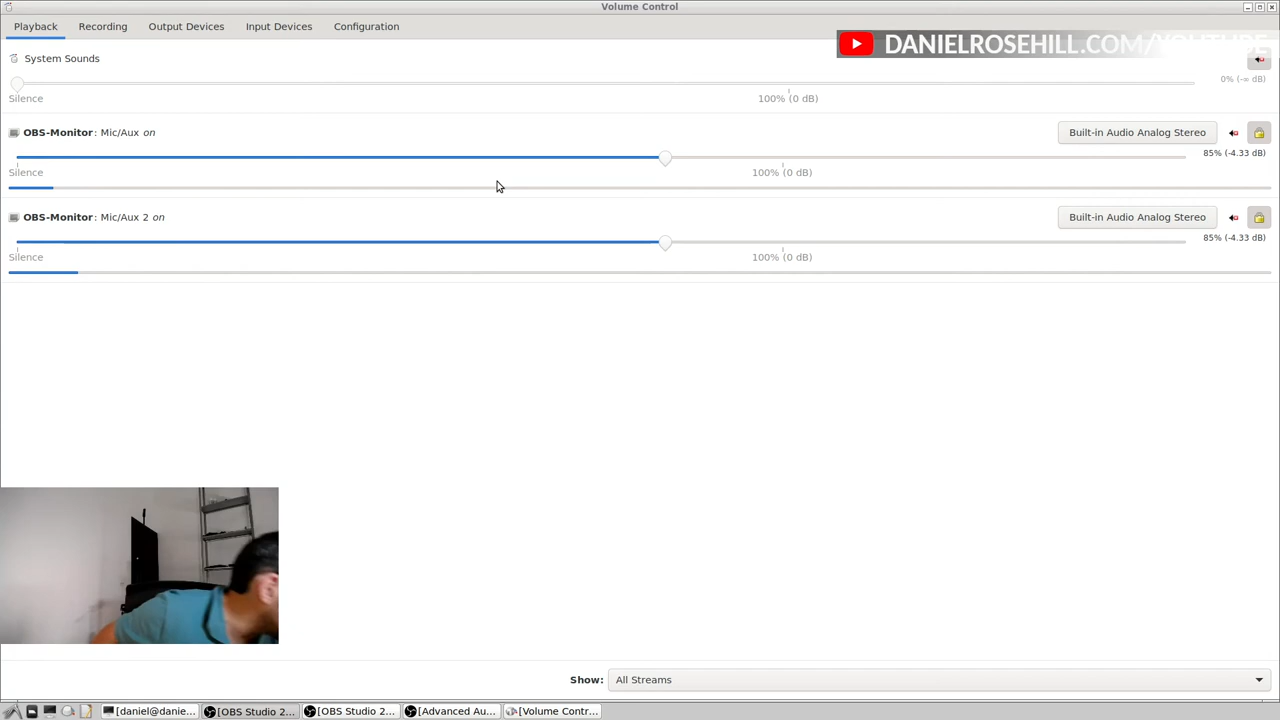 Volume Control
Playback Recording Output Devices Input Devices Configuration
DANIELROSEHILL.COM/YOUTUBE
System Sounds
0% (-∞ dB)
Silence 100% (0 dB)
OBS-Monitor: Mic/Aux on Built-in Audio Analog Stereo
85% (-4.33 dB)
Silence 100% (0 dB)
OBS-Monitor: Mic/Aux 2 on Built-in Audio Analog Stereo
85% (-4.33 dB)
Silence 100% (0 dB)
Show: All Streams
[daniel@danie... [OBS Studio 2... [OBS Studio 2... [Advanced Au... [Volume Contr...